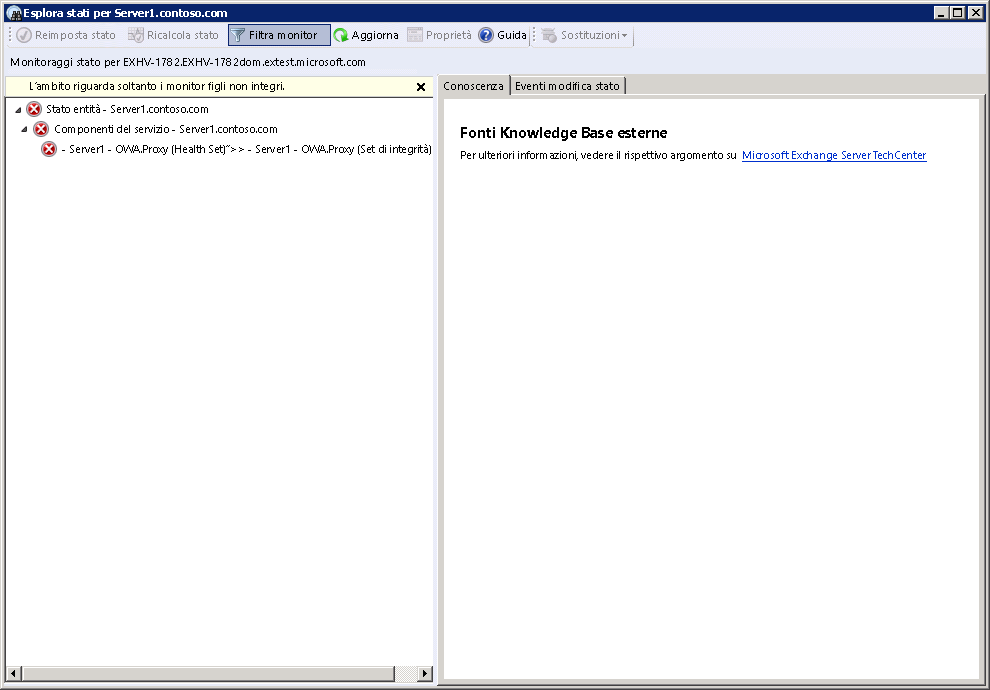 Esplora stati per Server1.contoso.com
Reimposta stato Ricalcola stato Filtra monitor Aggiorna Proprietà Guida Sostituzioni
Monitoraggi stato per EXHV-1782.EXHV-1782dom.extest.microsoft.com
L'ambito riguarda soltanto i monitor figli non integri.
Stato entità - Server1.contoso.com
Componenti del servizio - Server1.contoso.com
- Server1 - OWA.Proxy (Health Set)">> - Server1 - OWA.Proxy (Set di integrità)
Conoscenza Eventi modifica stato
Fonti Knowledge Base esterne
Per ulteriori informazioni, vedere il rispettivo argomento su Microsoft Exchange Server TechCenter